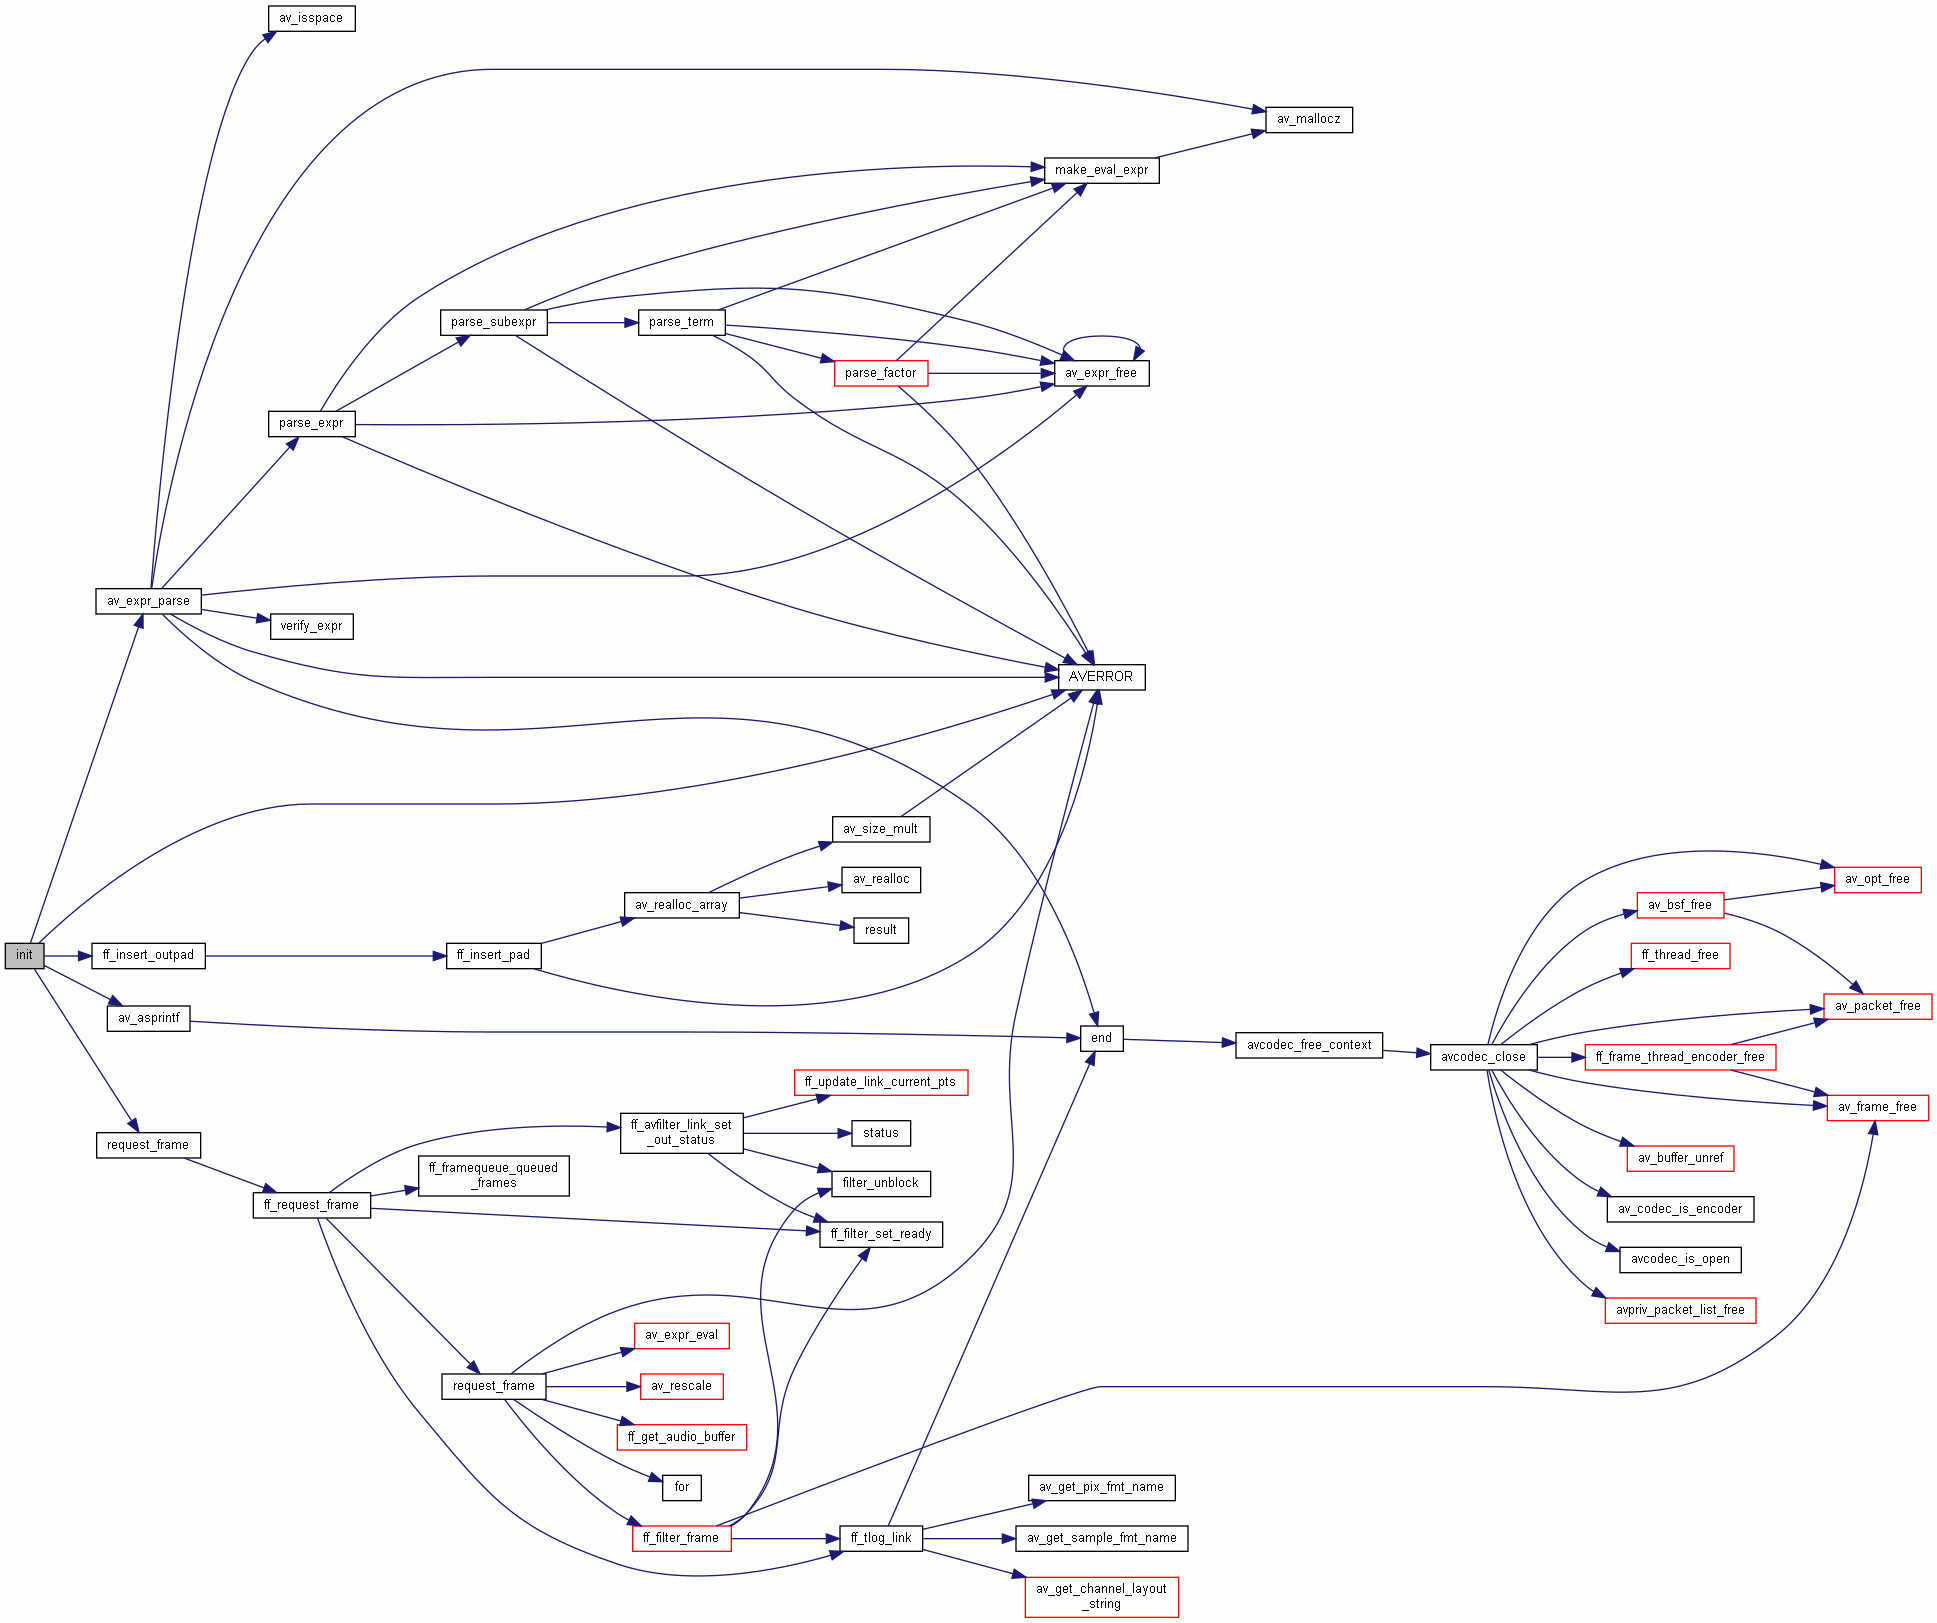 av_isspace
av_mallocz
make_eval_expr
parse_subexpr
parse_term
parse_factor
av_expr_free
parse_expr
av_expr_parse
verify_expr
AVERROR
av_size_mult
av_realloc
av_realloc_array
result
init
ff_insert_outpad
ff_insert_pad
av_asprintf
end
avcodec_free_context
avcodec_close
av_opt_free
av_bsf_free
ff_thread_free
av_packet_free
ff_frame_thread_encoder_free
av_frame_free
av_buffer_unref
av_codec_is_encoder
avcodec_is_open
avpriv_packet_list_free
ff_update_link_current_pts
ff_avfilter_link_set
_out_status
status
request_frame
ff_framequeue_queued
_frames
filter_unblock
ff_request_frame
ff_filter_set_ready
av_expr_eval
request_frame
av_rescale
ff_get_audio_buffer
for
ff_filter_frame
ff_tlog_link
av_get_pix_fmt_name
av_get_sample_fmt_name
av_get_channel_layout
_string